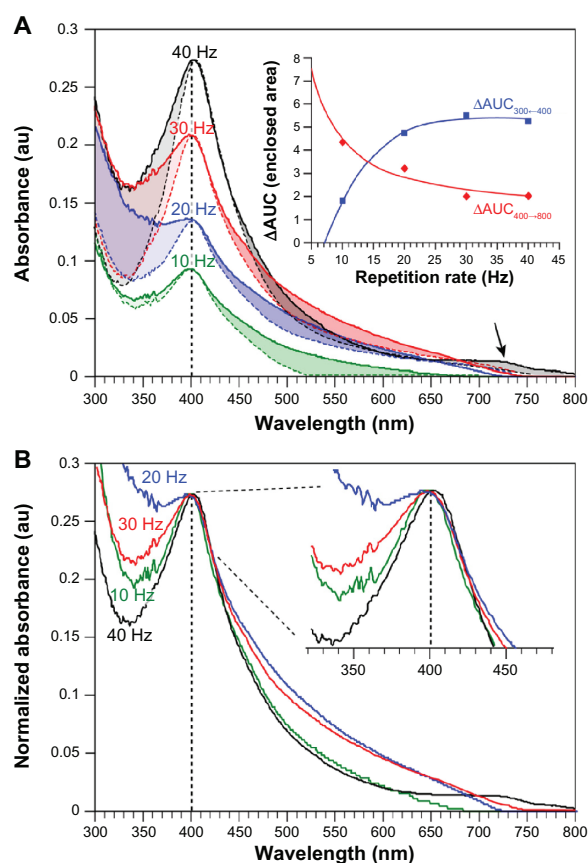 A
Absorbance (au)
0.3
0.25
0.2
0.15
0.1
0.05
0
40 Hz
30 Hz
20 Hz
10 Hz
300 350 400 450 500 550 600 650 700 750 800
Wavelength (nm)
ΔAUC (enclosed area)
8
7
6
5
4
3
2
1
0
ΔAUC300←400
ΔAUC400→800
5 10 15 20 25 30 35 40 45
Repetition rate (Hz)
B
Normalized absorbance (au)
0.3
0.25
0.2
0.15
0.1
0.05
0
20 Hz
30 Hz
10 Hz
40 Hz
350 400 450
300 350 400 450 500 550 600 650 700 750 800
Wavelength (nm)